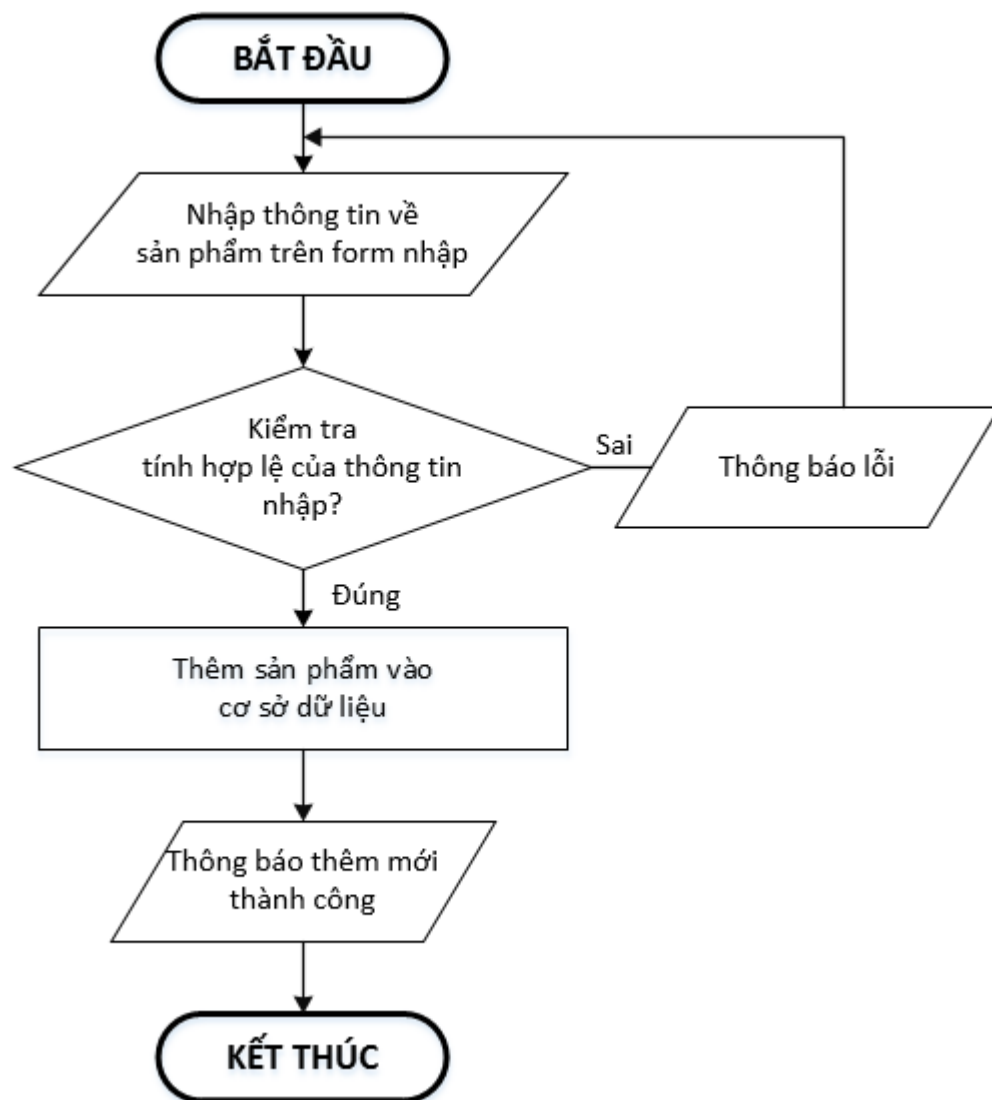 BẮT ĐẦU
Nhập thông tin về
sản phẩm trên form nhập
Kiểm tra
tính hợp lệ của thông tin
nhập?
Sai
Thông báo lỗi
Đúng
Thêm sản phẩm vào
cơ sở dữ liệu
Thông báo thêm mới
thành công
KẾT THÚC